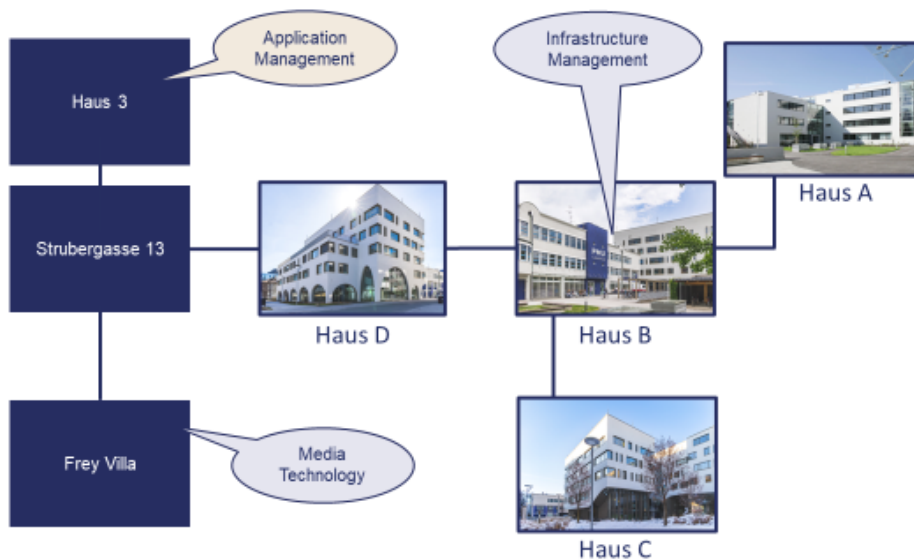 Application
Management
Infrastructure
Management
Haus 3
Haus A
Strubergasse 13
Haus D
Haus B
Frey Villa
Media
Technology
Haus C